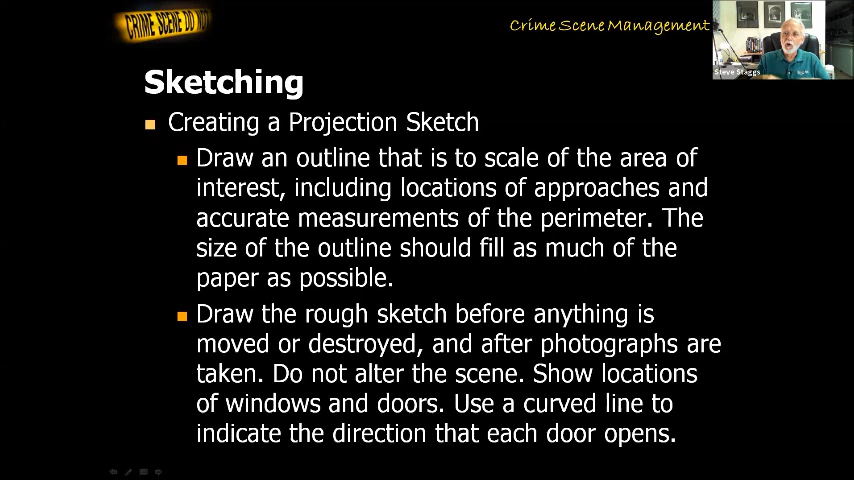 CRIME SCENE DO NOT
Crime Scene Management
Steve Staggs
Sketching
Creating a Projection Sketch
Draw an outline that is to scale of the area of
interest, including locations of approaches and
accurate measurements of the perimeter. The
size of the outline should fill as much of the
paper as possible.
Draw the rough sketch before anything is
moved or destroyed, and after photographs are
taken. Do not alter the scene. Show locations
of windows and doors. Use a curved line to
indicate the direction that each door opens.